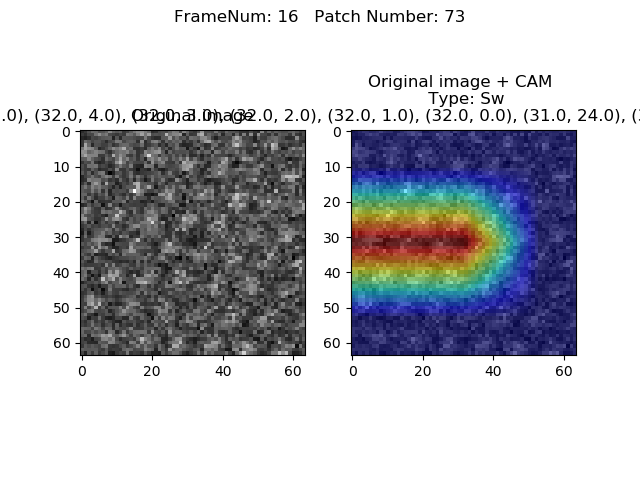 FrameNum: 16   Patch Number: 73
Original image + CAM
Type: Sw
.0), (32.0, 4.0), (32.0, 3.0), (32.0, 2.0), (32.0, 1.0), (32.0, 0.0), (31.0, 24.0), (3
Original image
0
10
20
30
40
50
60
0 20 40 60
0
10
20
30
40
50
60
0 20 40 60